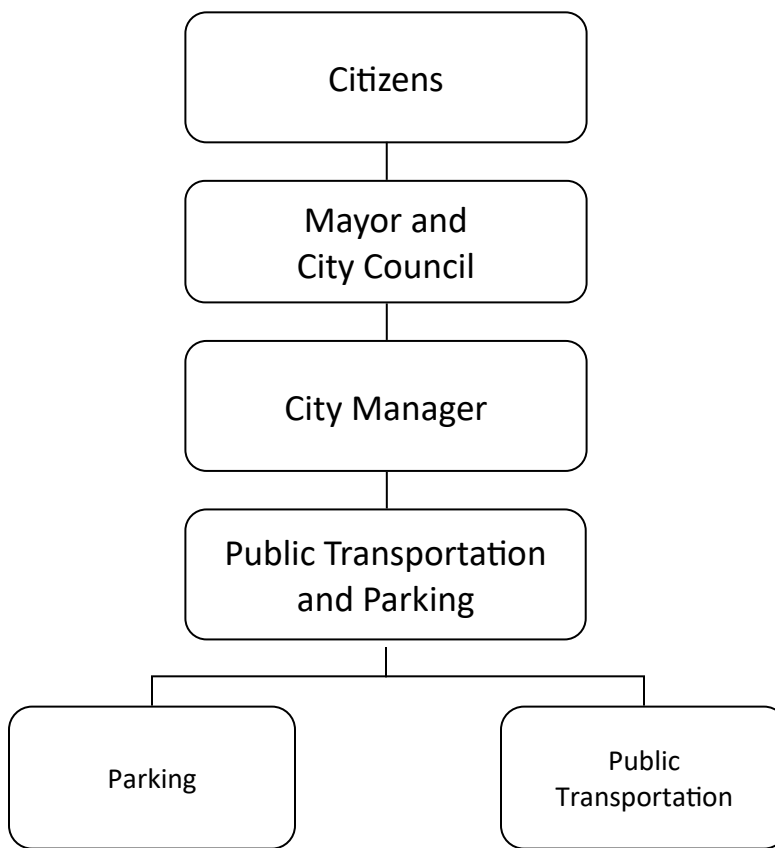 Citizens
Mayor and
City Council
City Manager
Public Transportation
and Parking
Parking
Public
Transportation